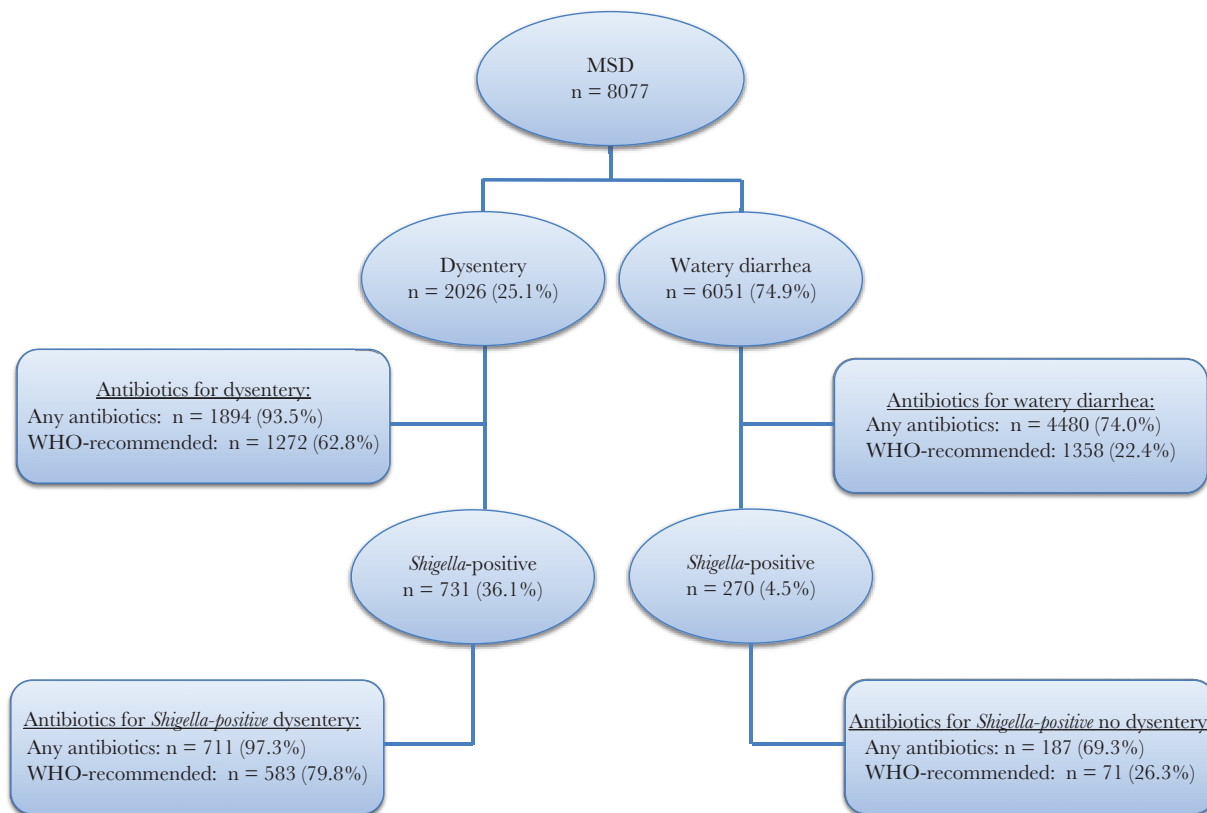 MSD
n = 8077
Dysentery
n = 2026 (25.1%)
Watery diarrhea
n = 6051 (74.9%)
Antibiotics for dysentery:
Any antibiotics: n = 1894 (93.5%)
WHO-recommended: n = 1272 (62.8%)
Antibiotics for watery diarrhea:
Any antibiotics: n = 4480 (74.0%)
WHO-recommended: 1358 (22.4%)
Shigella-positive
n = 731 (36.1%)
Shigella-positive
n = 270 (4.5%)
Antibiotics for Shigella-positive dysentery:
Any antibiotics: n = 711 (97.3%)
WHO-recommended: n = 583 (79.8%)
Antibiotics for Shigella-positive no dysentery
Any antibiotics: n = 187 (69.3%)
WHO-recommended: n = 71 (26.3%)